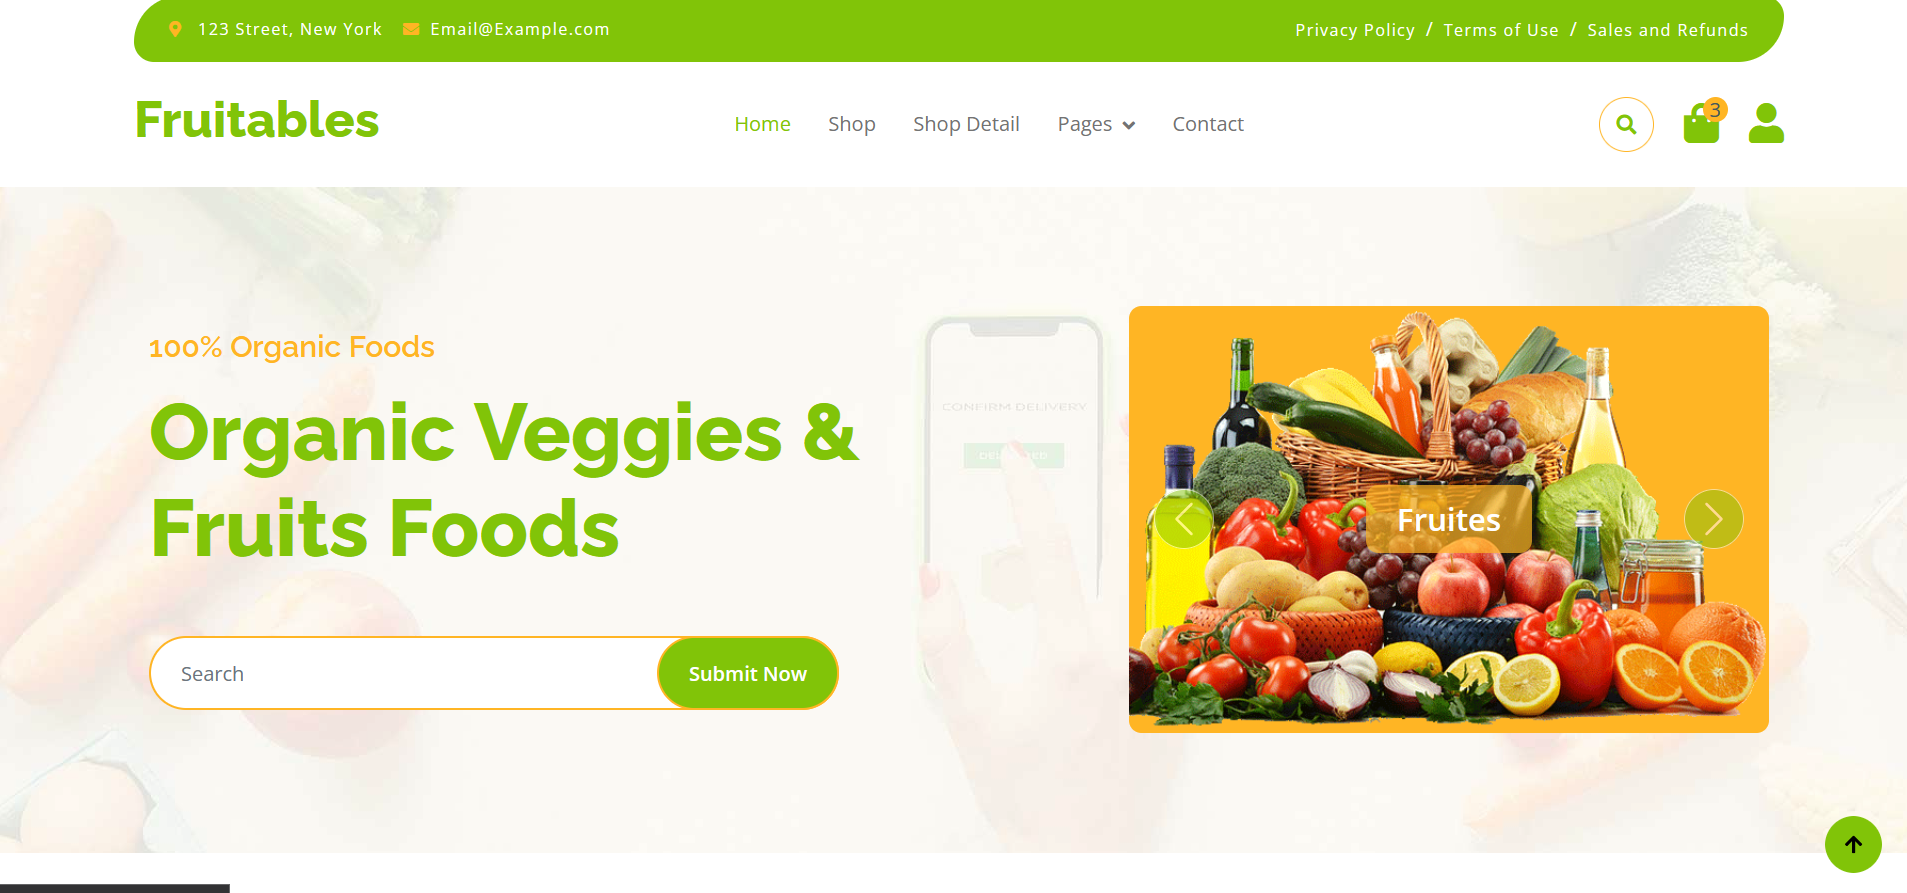 123 Street, New York Email@Example.com Privacy Policy / Terms of Use / Sales and Refunds
Fruitables Home Shop Shop Detail Pages Contact 3
100% Organic Foods
Organic Veggies &
Fruits Foods
Search Submit Now
CONFIRM DELIVERY
Fruites